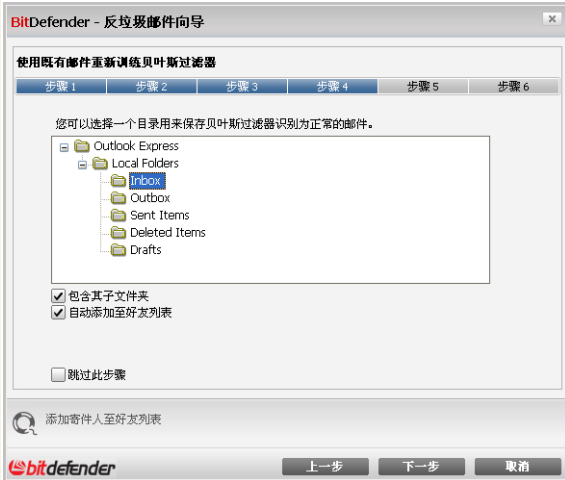 BitDefender - 反垃圾邮件向导
使用既有邮件重新训练贝叶斯过滤器
步骤 1 步骤 2 步骤 3 步骤 4 步骤 5 步骤 6
您可以选择一个目录用来保存贝叶斯过滤器识别为正常的邮件。
Outlook Express
Local Folders
Inbox
Outbox
Sent Items
Deleted Items
Drafts
包含其子文件夹
自动添加至好友列表
跳过此步骤
添加寄件人至好友列表
bitdefender 上一步 下一步 取消